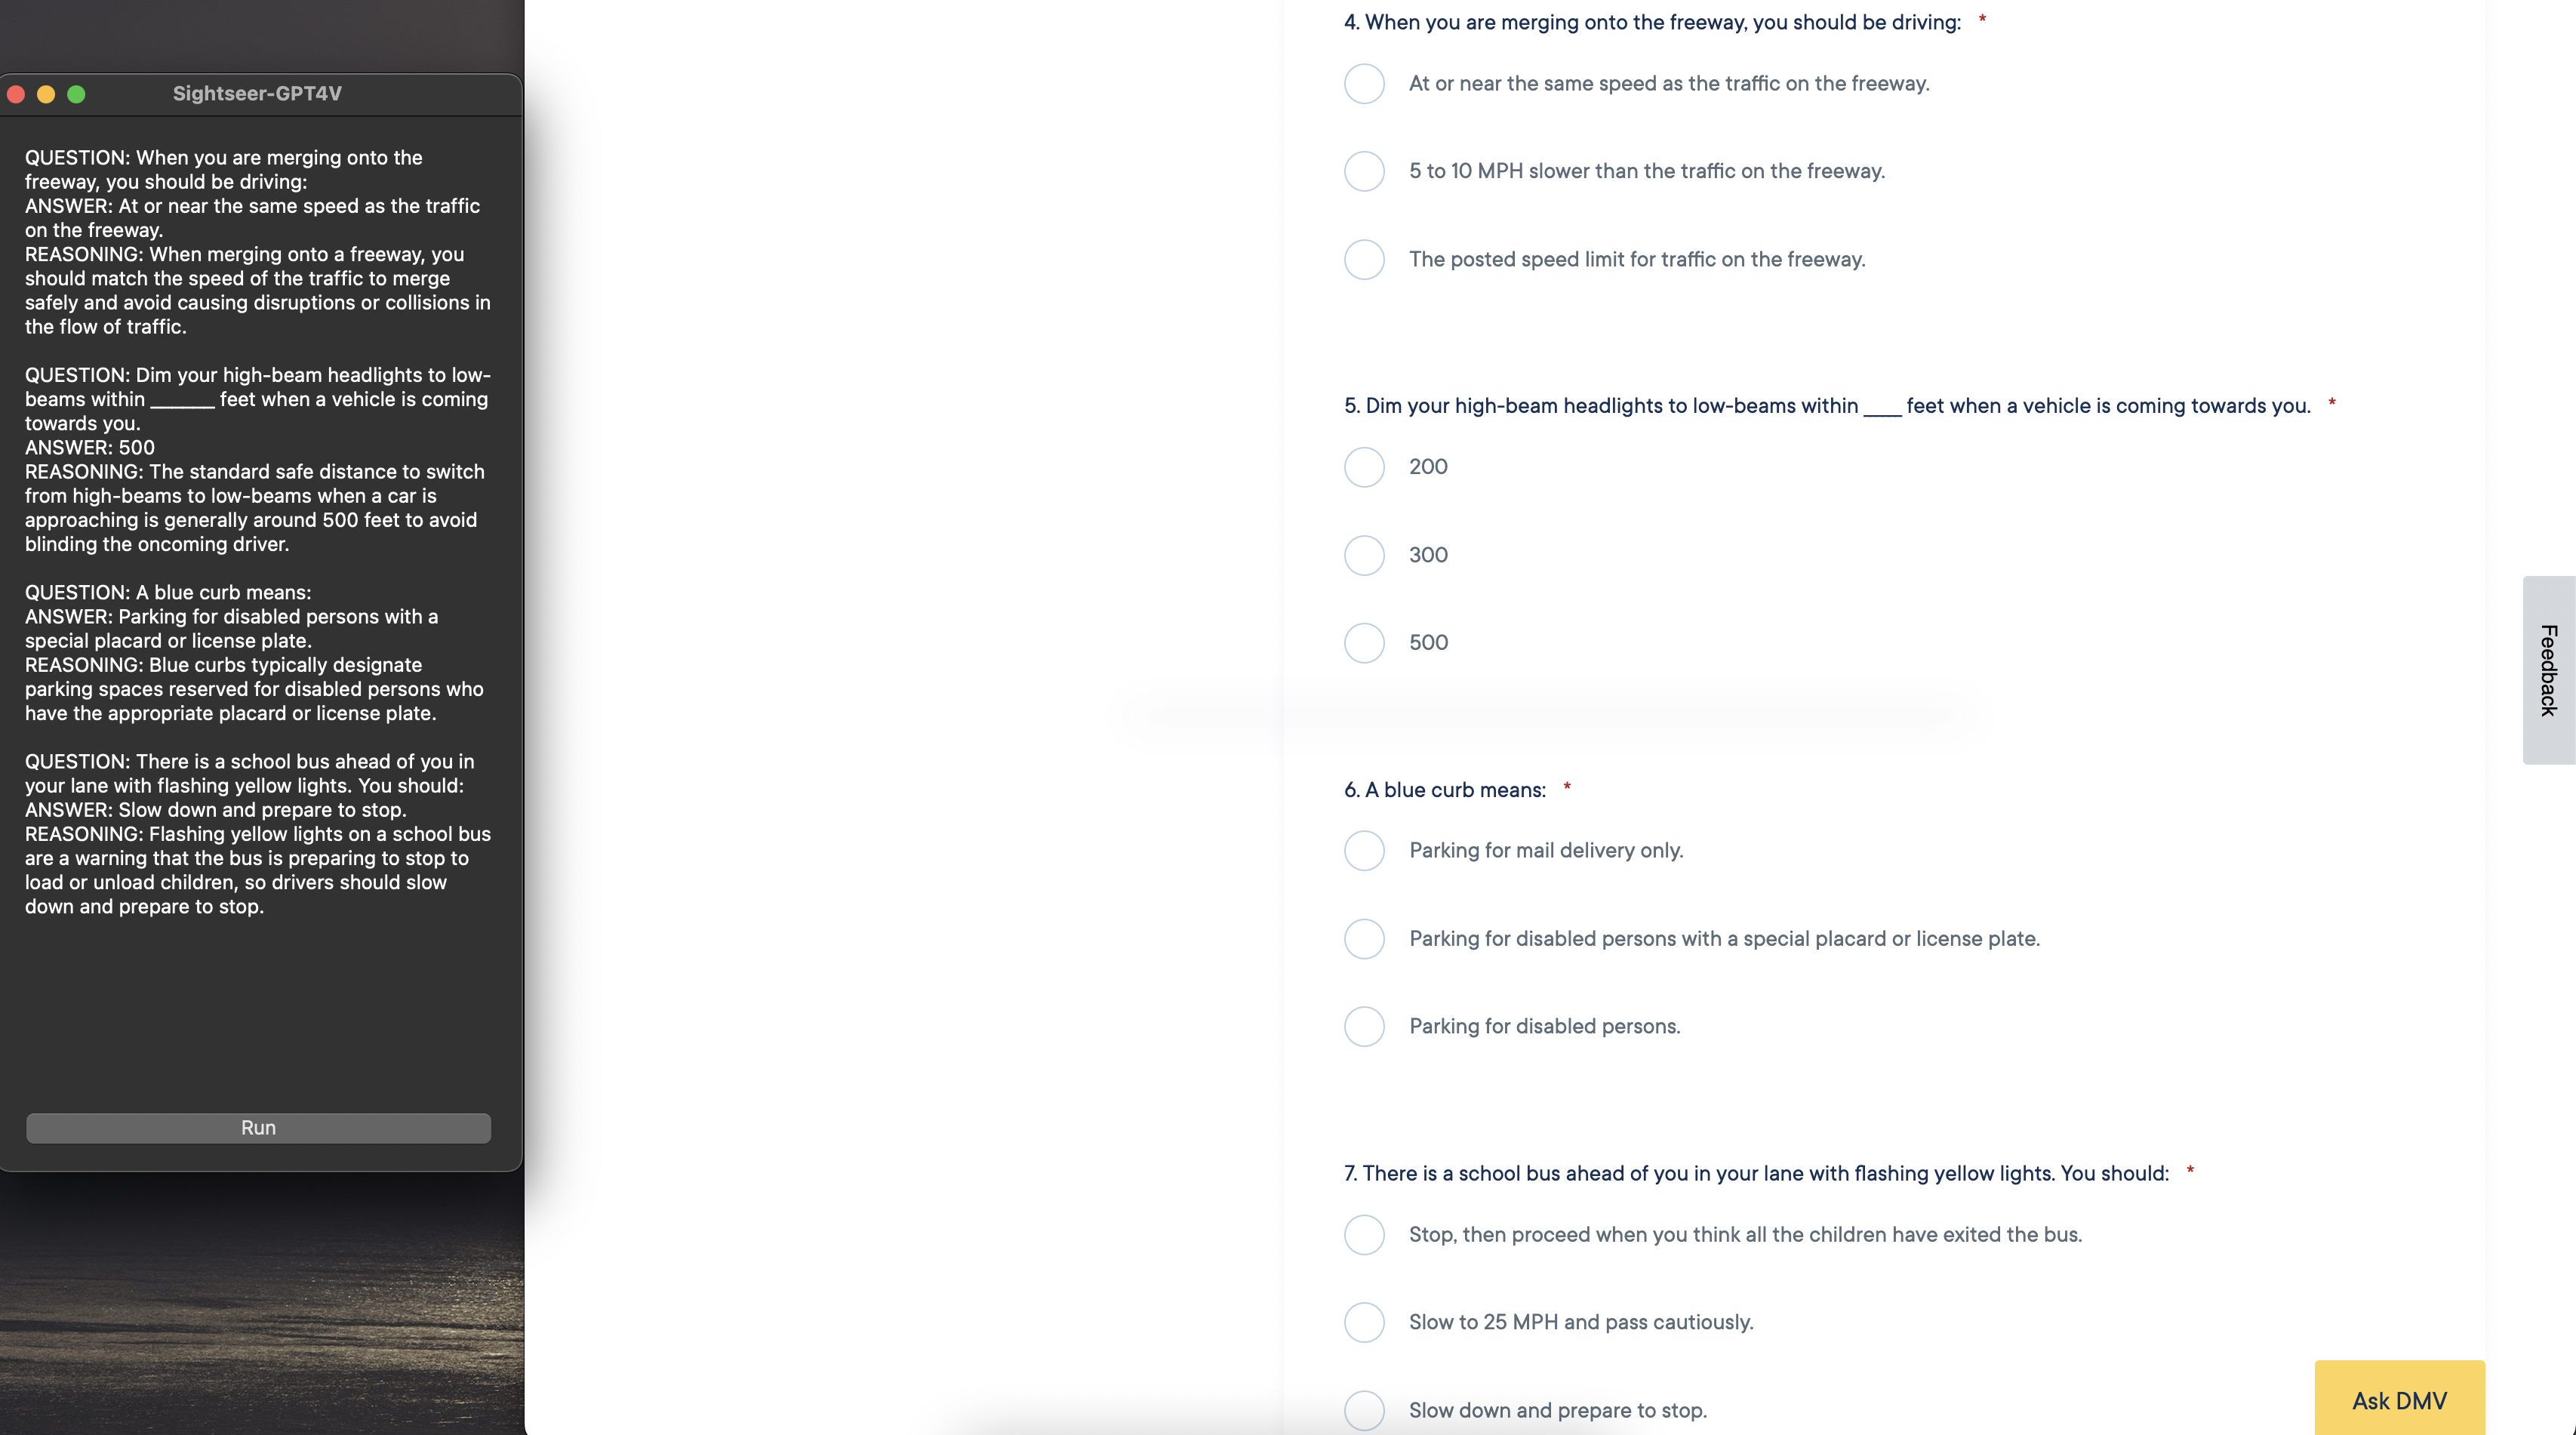 Sightseer-GPT4V
QUESTION: When you are merging onto the
freeway, you should be driving:
ANSWER: At or near the same speed as the traffic
on the freeway.
REASONING: When merging onto a freeway, you
should match the speed of the traffic to merge
safely and avoid causing disruptions or collisions in
the flow of traffic.
QUESTION: Dim your high-beam headlights to low-
beams within ______ feet when a vehicle is coming
towards you.
ANSWER: 500
REASONING: The standard safe distance to switch
from high-beams to low-beams when a car is
approaching is generally around 500 feet to avoid
blinding the oncoming driver.
QUESTION: A blue curb means:
ANSWER: Parking for disabled persons with a
special placard or license plate.
REASONING: Blue curbs typically designate
parking spaces reserved for disabled persons who
have the appropriate placard or license plate.
QUESTION: There is a school bus ahead of you in
your lane with flashing yellow lights. You should:
ANSWER: Slow down and prepare to stop.
REASONING: Flashing yellow lights on a school bus
are a warning that the bus is preparing to stop to
load or unload children, so drivers should slow
down and prepare to stop.
Run
4. When you are merging onto the freeway, you should be driving: *
At or near the same speed as the traffic on the freeway.
5 to 10 MPH slower than the traffic on the freeway.
The posted speed limit for traffic on the freeway.
5. Dim your high-beam headlights to low-beams within ____ feet when a vehicle is coming towards you. *
200
300
500
6. A blue curb means: *
Parking for mail delivery only.
Parking for disabled persons with a special placard or license plate.
Parking for disabled persons.
7. There is a school bus ahead of you in your lane with flashing yellow lights. You should: *
Stop, then proceed when you think all the children have exited the bus.
Slow to 25 MPH and pass cautiously.
Slow down and prepare to stop.
Feedback
Ask DMV